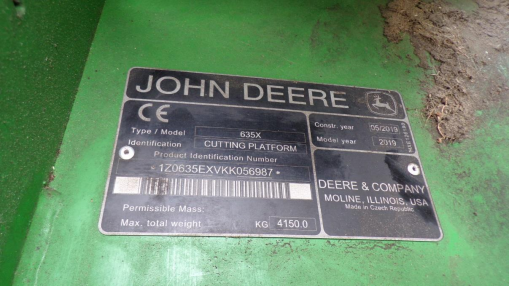 JOHN DEERE
CE
Type / Model 635X
Identification CUTTING PLATFORM
Product Identification Number
*1Z0635EXVKK056987*
Permissible Mass:
Max. total weight: KG 4150.0
Constr. year 05/2019
Model year 2019
DEERE & COMPANY
MOLINE, ILLINOIS, USA
Made in Czech Republic